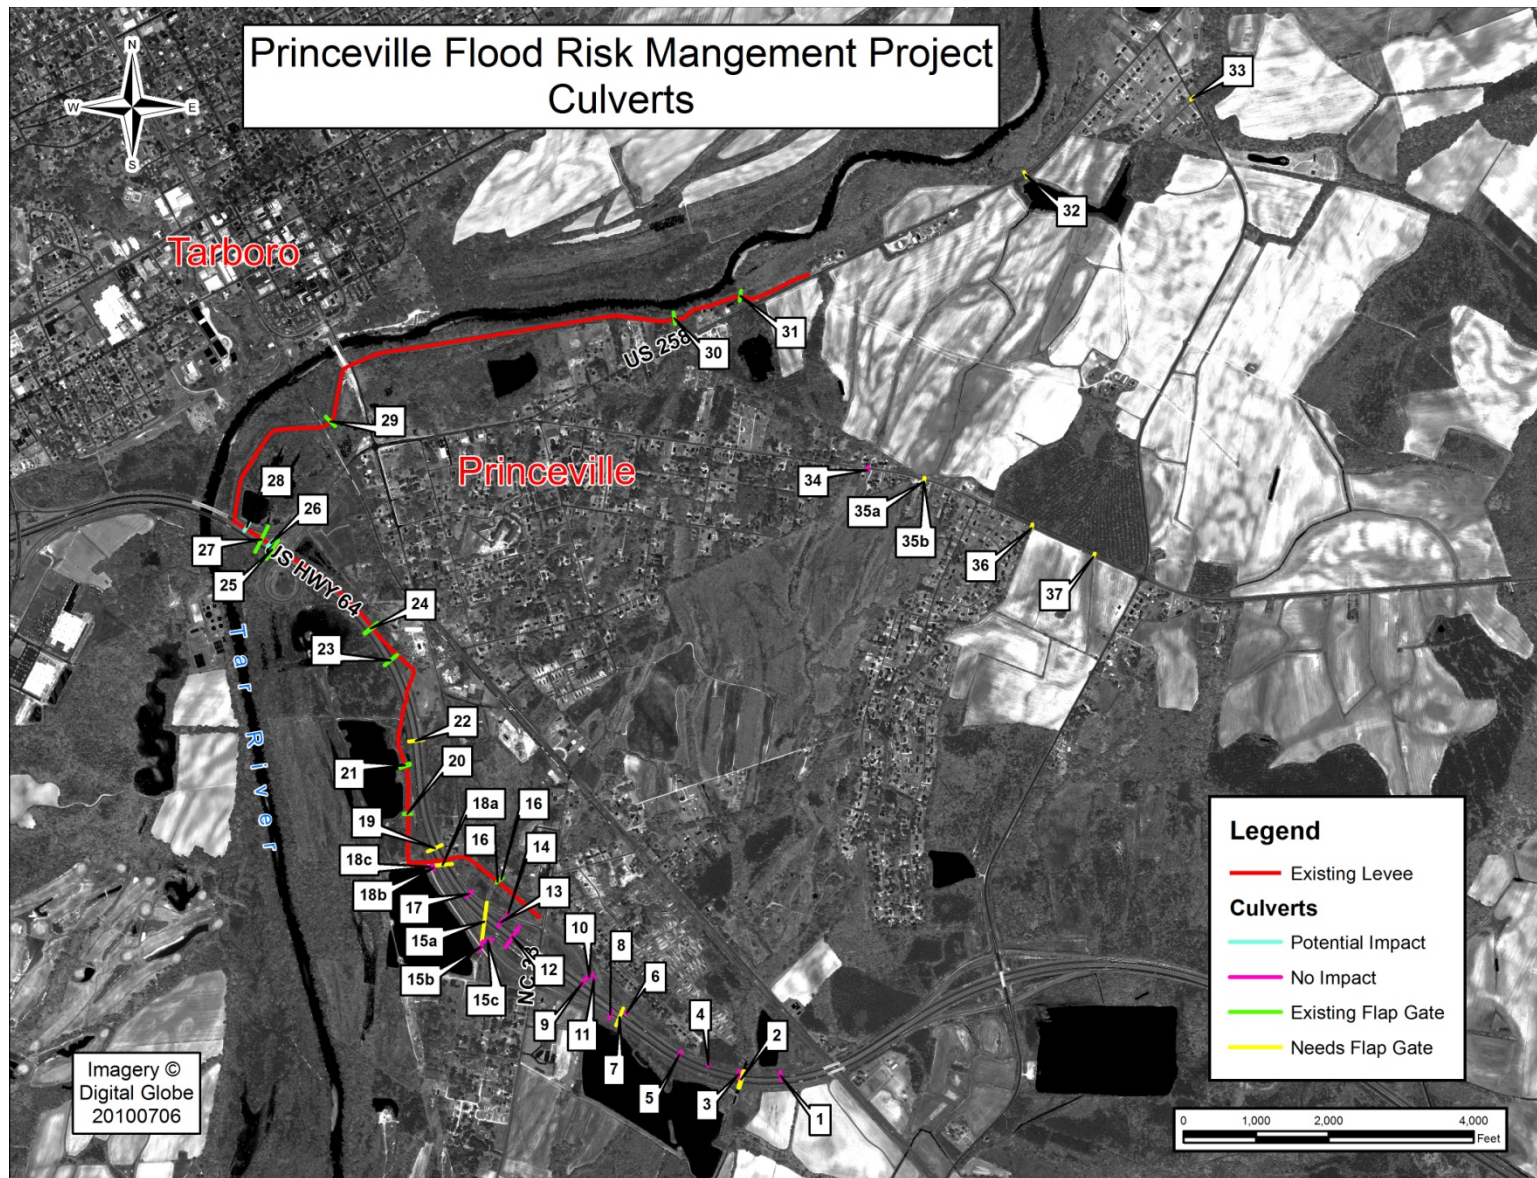 Princeville Flood Risk Mangement Project
Culverts
N
W
E
S
33
32
Tarboro
31
30
US 258
29
Princeville
34
35a
35b
36
37
28
26
27
25
US HWY 64
24
23
Tar River
22
21
20
19
18a
16
16
14
18c
18b
13
17
15a
15b
15c
12
NC 33
10
8
6
9
11
7
4
2
5
3
1
Legend
Existing Levee
Culverts
Potential Impact
No Impact
Existing Flap Gate
Needs Flap Gate
Imagery ©
Digital Globe
20100706
0 1,000 2,000 4,000
Feet